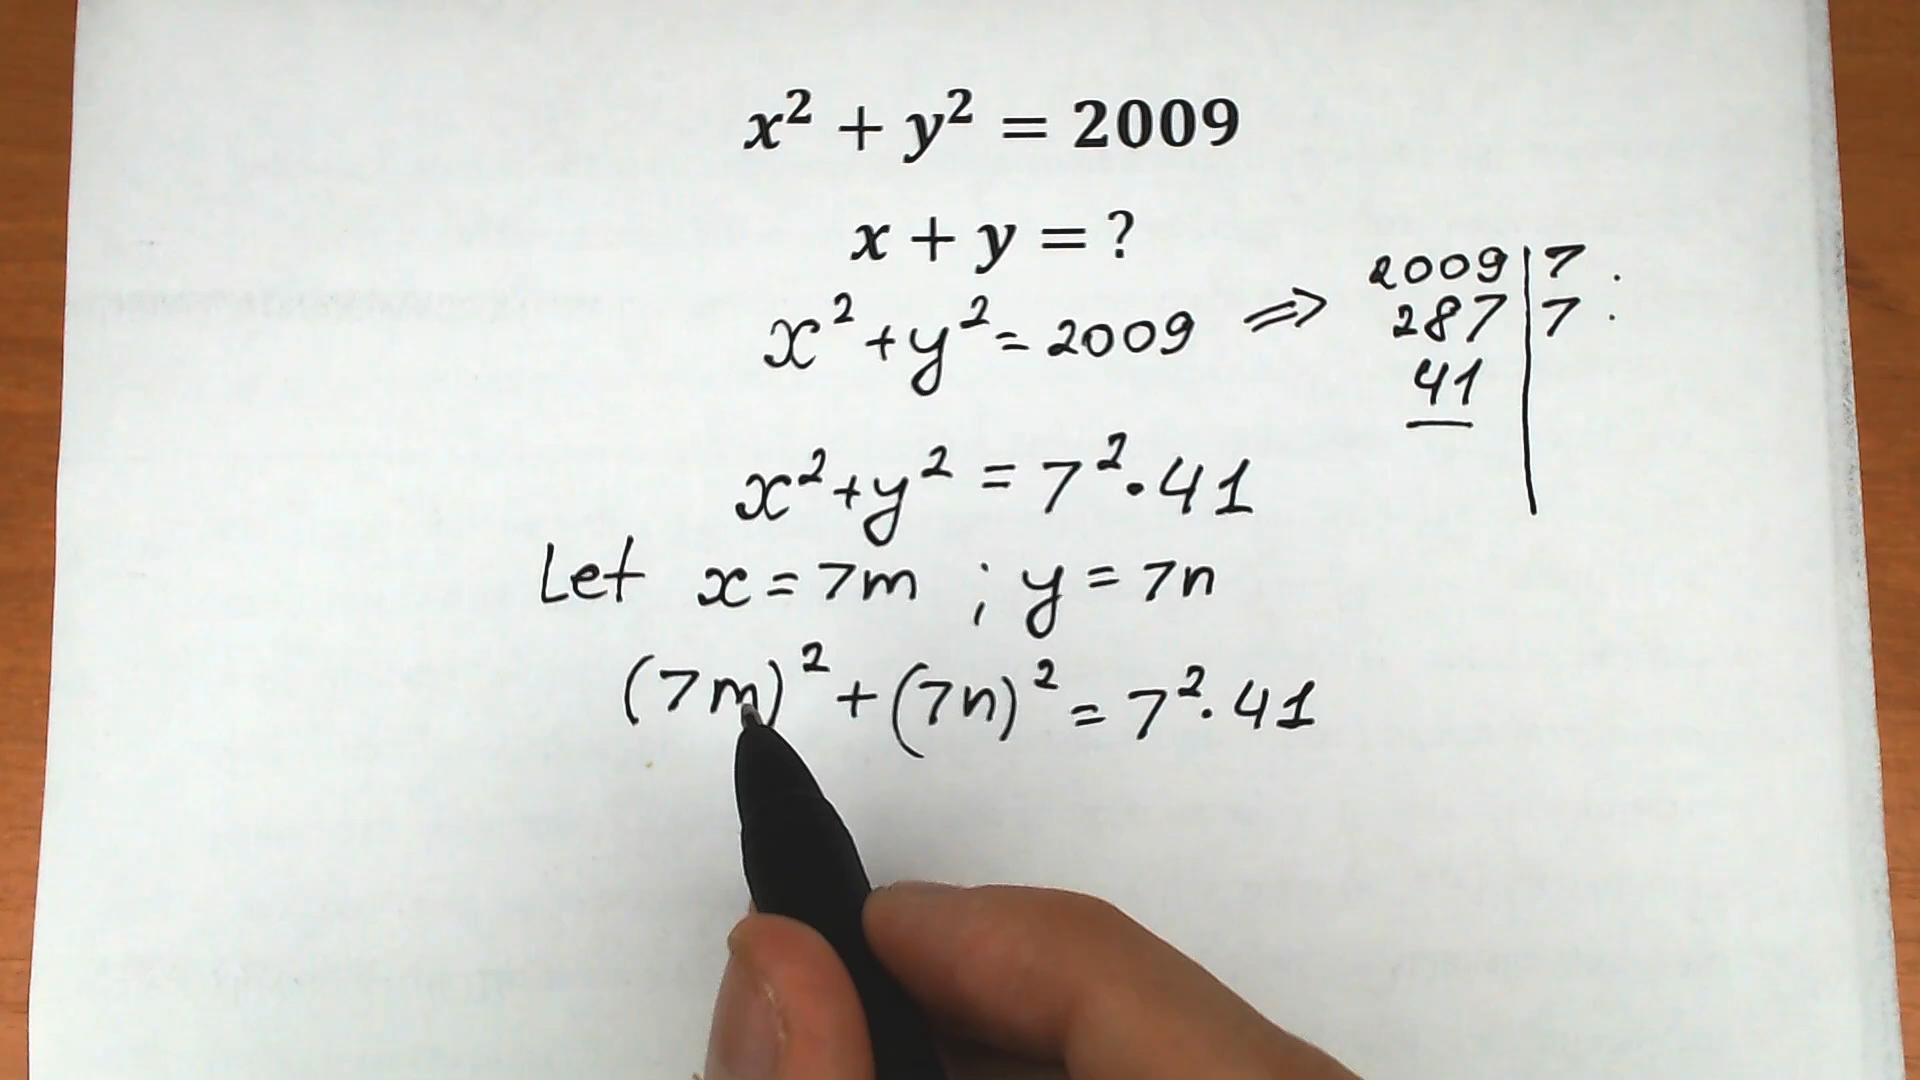 x² + y² = 2009
x + y = ?
x² + y² = 2009 ⇒
2009 | 7
287 | 7
41
x² + y² = 7² · 41
Let x = 7m ; y = 7n
(7m)² + (7n)² = 7² · 41